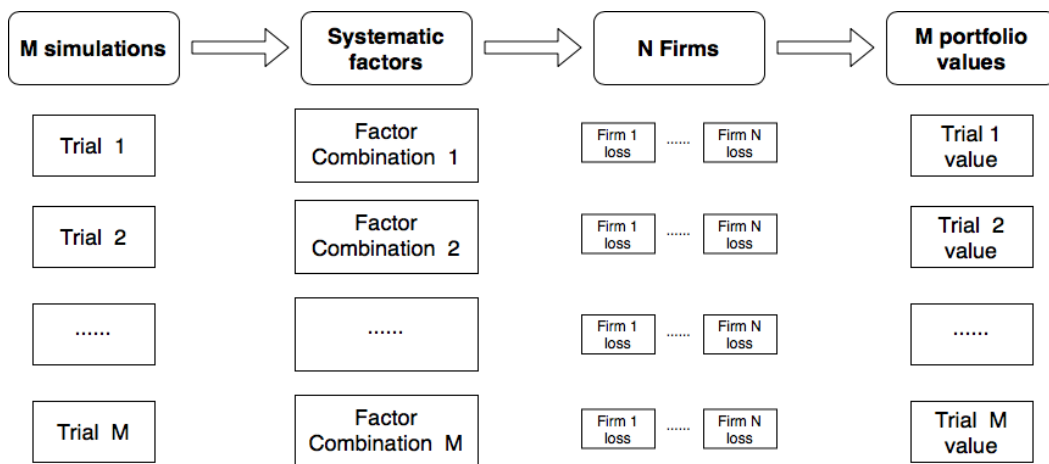 M simulations
Systematic
factors
N Firms
M portfolio
values
Trial 1
Factor
Combination 1
Firm 1
loss
......
Firm N
loss
Trial 1
value
Trial 2
Factor
Combination 2
Firm 1
loss
......
Firm N
loss
Trial 2
value
......
......
Firm 1
loss
......
Firm N
loss
......
Trial M
Factor
Combination M
Firm 1
loss
......
Firm N
loss
Trial M
value